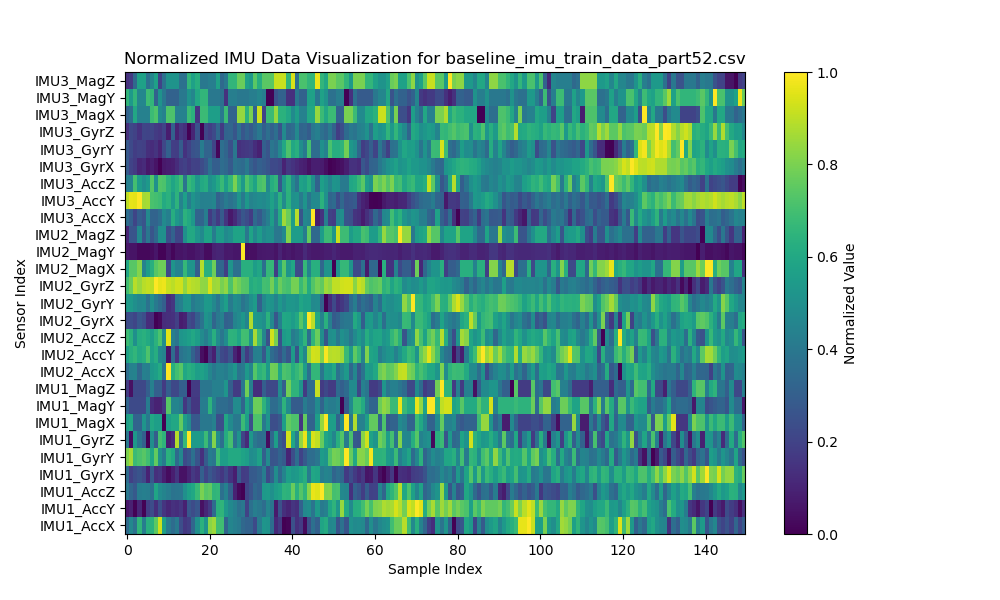 Normalized IMU Data Visualization for baseline_imu_train_data_part52.csv
IMU3_MagZ
IMU3_MagY
IMU3_MagX
IMU3_GyrZ
IMU3_GyrY
IMU3_GyrX
IMU3_AccZ
IMU3_AccY
IMU3_AccX
IMU2_MagZ
IMU2_MagY
IMU2_MagX
IMU2_GyrZ
IMU2_GyrY
IMU2_GyrX
IMU2_AccZ
IMU2_AccY
IMU2_AccX
IMU1_MagZ
IMU1_MagY
IMU1_MagX
IMU1_GyrZ
IMU1_GyrY
IMU1_GyrX
IMU1_AccZ
IMU1_AccY
IMU1_AccX
Sensor Index
0 20 40 60 80 100 120 140
Sample Index
1.0
0.8
0.6
0.4
0.2
0.0
Normalized Value